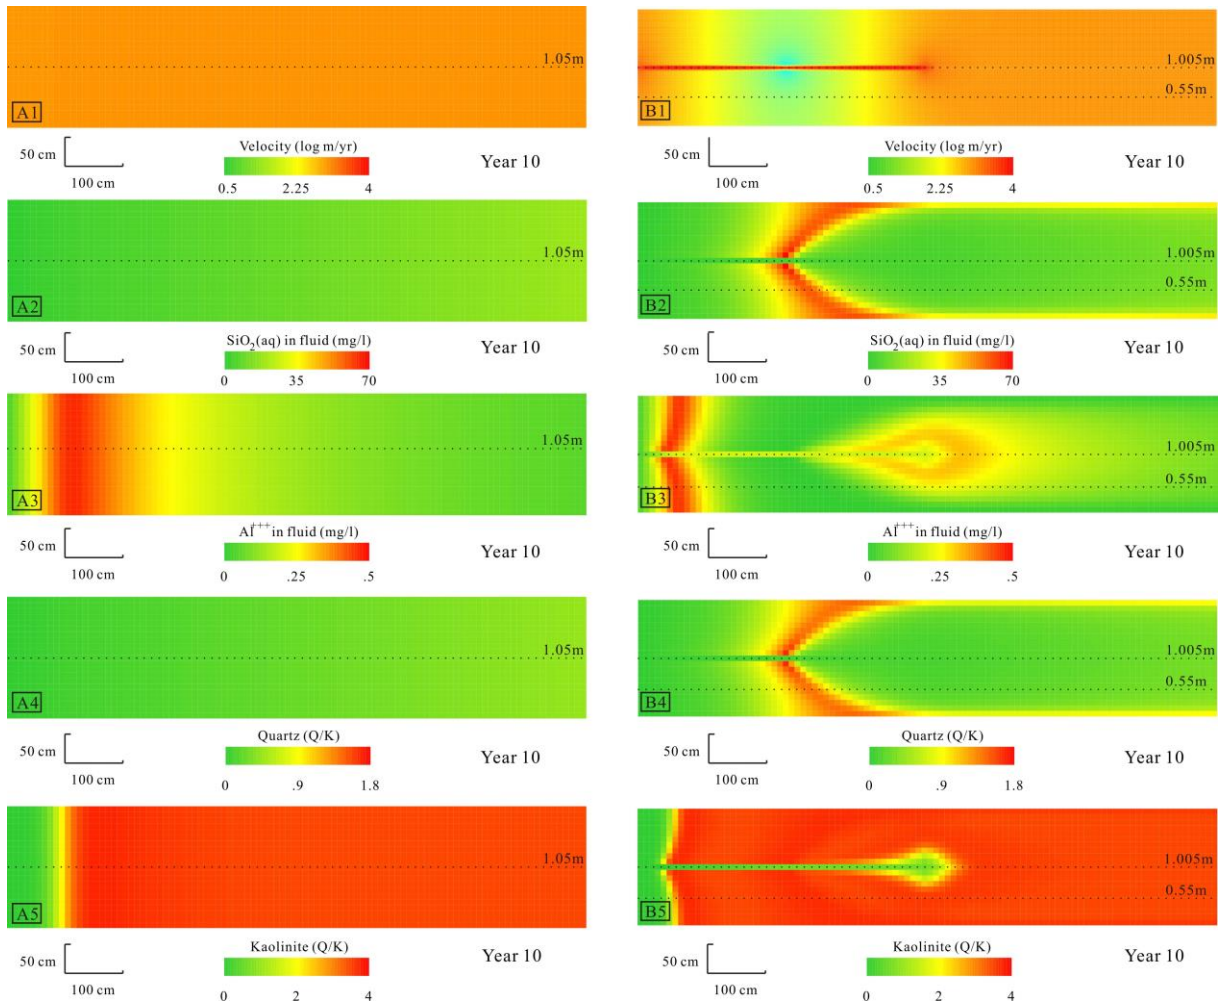 1.05m
A1
50 cm
100 cm
Velocity (log m/yr)
0.5 2.25 4
Year 10
1.005m
0.55m
B1
50 cm
100 cm
Velocity (log m/yr)
0.5 2.25 4
Year 10
1.05m
A2
50 cm
100 cm
SiO₂(aq) in fluid (mg/l)
0 35 70
Year 10
1.005m
0.55m
B2
50 cm
100 cm
SiO₂(aq) in fluid (mg/l)
0 35 70
Year 10
1.05m
A3
50 cm
100 cm
Al⁺⁺⁺ in fluid (mg/l)
0 .25 .5
Year 10
1.005m
0.55m
B3
50 cm
100 cm
Al⁺⁺⁺ in fluid (mg/l)
0 .25 .5
Year 10
1.05m
A4
50 cm
100 cm
Quartz (Q/K)
0 .9 1.8
Year 10
1.005m
0.55m
B4
50 cm
100 cm
Quartz (Q/K)
0 .9 1.8
Year 10
1.05m
A5
50 cm
100 cm
Kaolinite (Q/K)
0 2 4
Year 10
1.005m
0.55m
B5
50 cm
100 cm
Kaolinite (Q/K)
0 2 4
Year 10